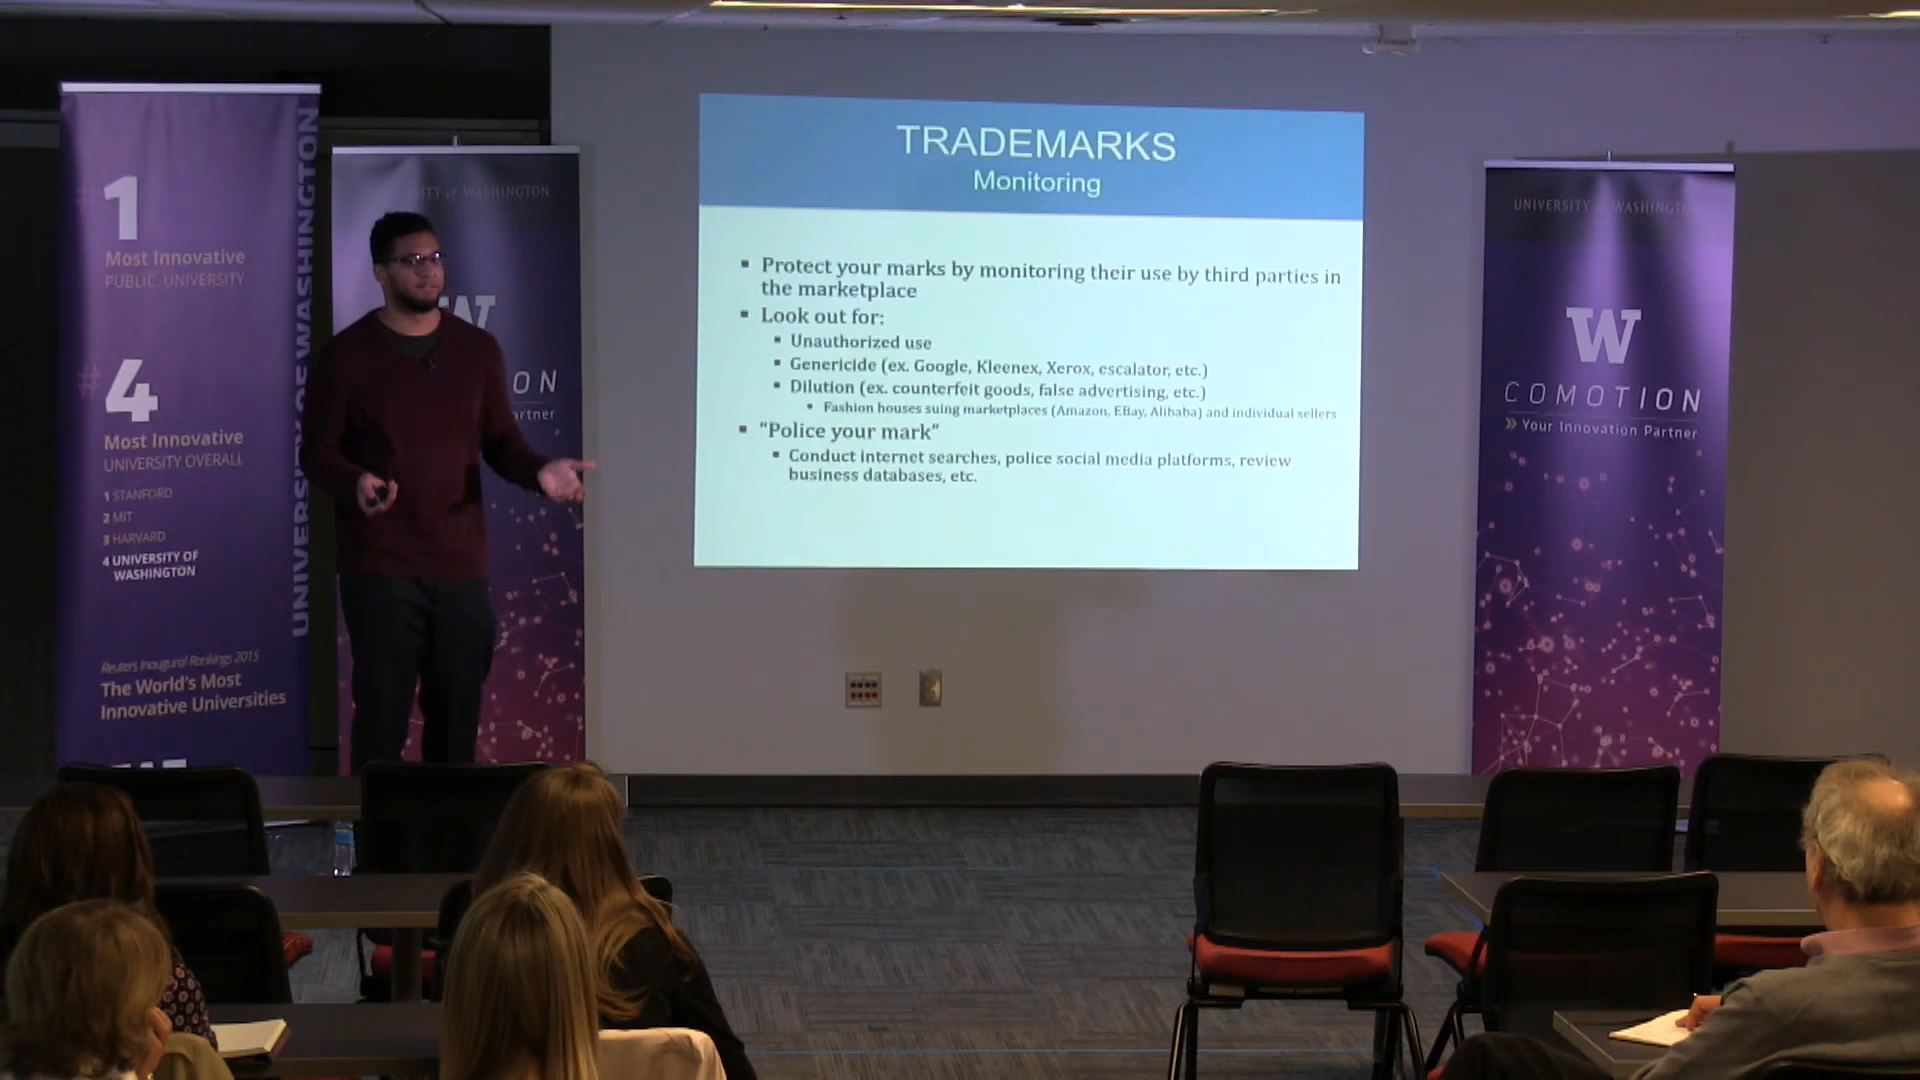 1
Most Innovative
PUBLIC UNIVERSITY
#4
Most Innovative
UNIVERSITY OVERALL
1 STANFORD
2 MIT
3 HARVARD
4 UNIVERSITY OF
WASHINGTON
Reuters Inaugural Rankings 2015
The World's Most
Innovative Universities
UNIVERSITY OF WASHINGTON
of WASHINGTON
W
TRADEMARKS
Monitoring
▪ Protect your marks by monitoring their use by third parties in
the marketplace
▪ Look out for:
▪ Unauthorized use
▪ Genericide (ex. Google, Kleenex, Xerox, escalator, etc.)
▪ Dilution (ex. counterfeit goods, false advertising, etc.)
▪ Fashion houses suing marketplaces (Amazon, EBay, Alibaba) and individual sellers
▪ "Police your mark"
▪ Conduct internet searches, police social media platforms, review
business databases, etc.
UNIVERSITY of WASHINGTON
W
COMOTION
» Your Innovation Partner